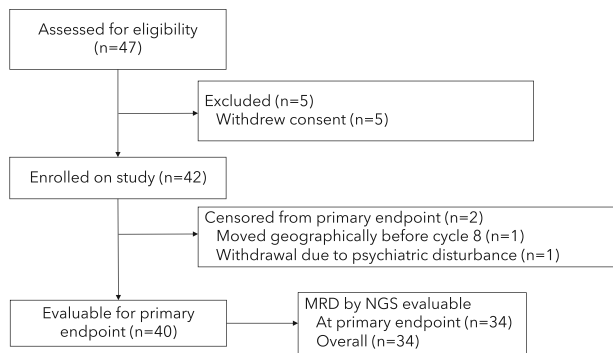 Assessed for eligibility
(n=47)
Excluded (n=5)
Withdrew consent (n=5)
Enrolled on study (n=42)
Censored from primary endpoint (n=2)
Moved geographically before cycle 8 (n=1)
Withdrawal due to psychiatric disturbance (n=1)
Evaluable for primary
endpoint (n=40)
MRD by NGS evaluable
At primary endpoint (n=34)
Overall (n=34)